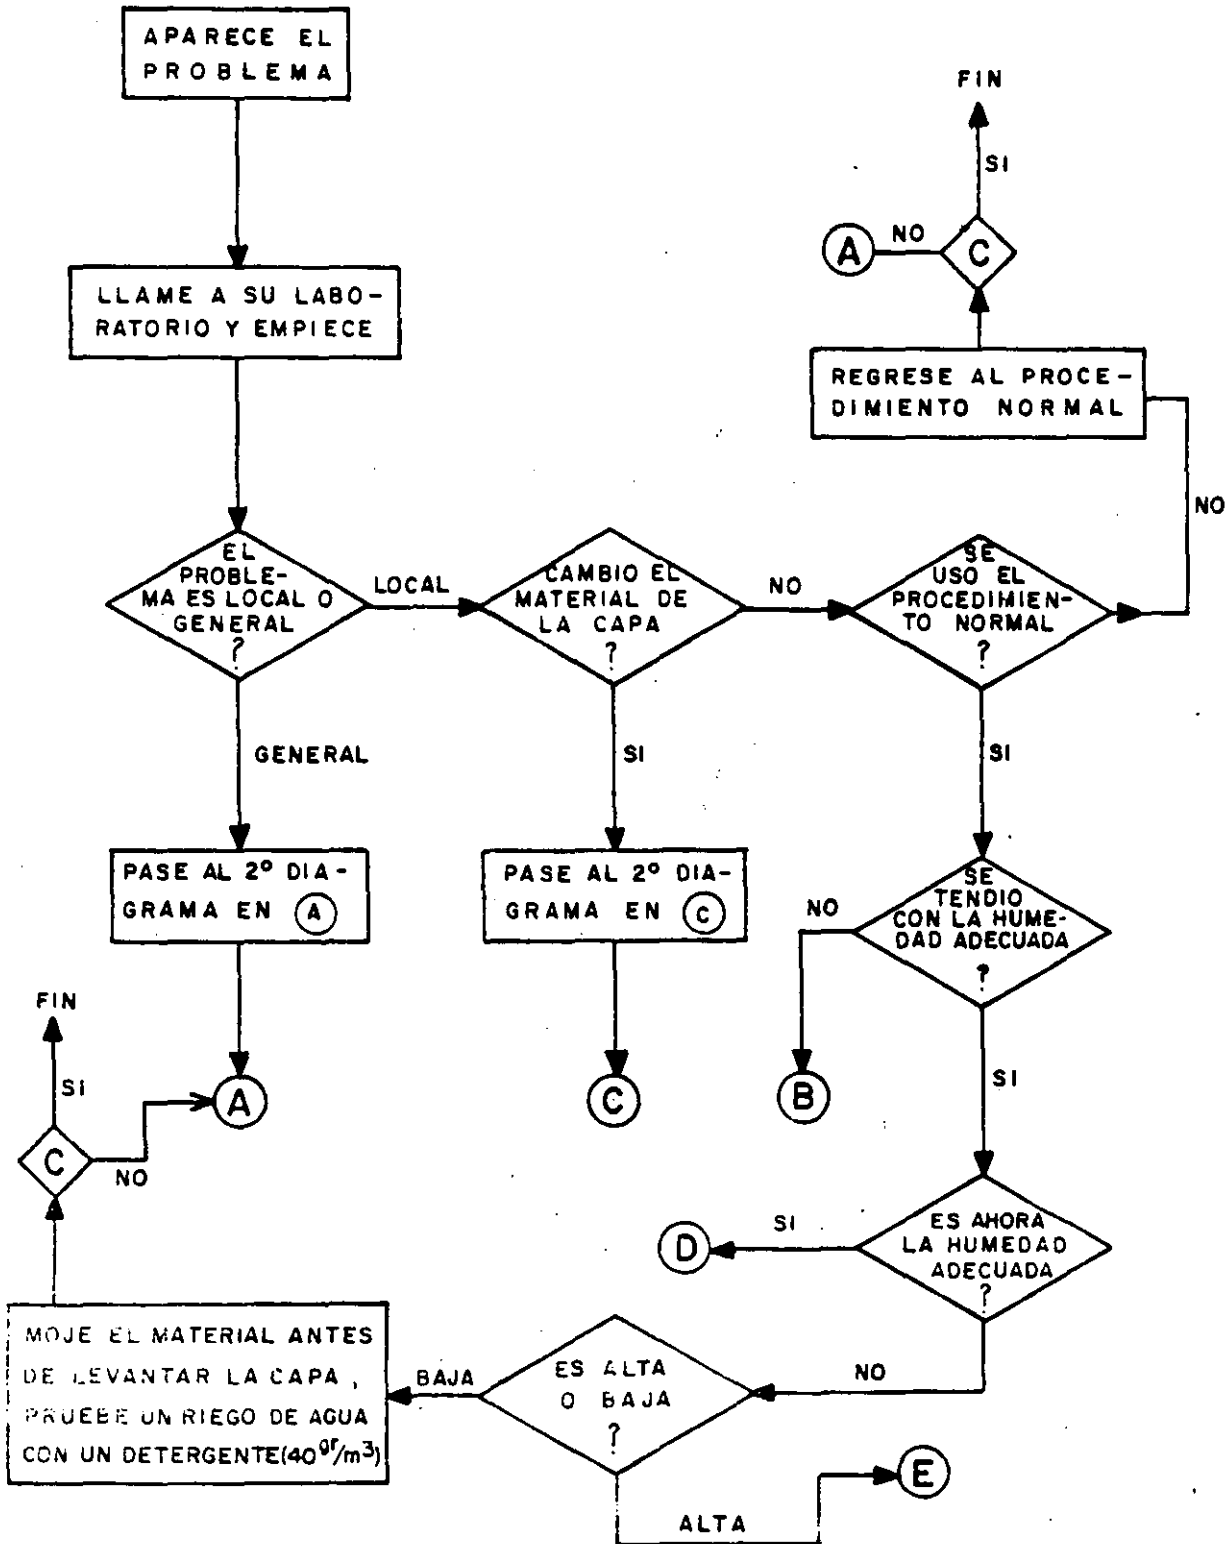 APARECE EL
PROBLEMA
FIN
SI
A
NO
C
LLAME A SU LABO-
RATORIO Y EMPIECE
REGRESE AL PROCE-
DIMIENTO NORMAL
NO
EL
PROBLE-
MA ES LOCAL O
GENERAL
?
LOCAL
CAMBIO EL
MATERIAL DE
LA CAPA
?
NO
SE
USO EL
PROCEDIMIEN-
TO NORMAL
?
GENERAL
SI
SI
PASE AL 2º DIA-
GRAMA EN A
PASE AL 2º DIA-
GRAMA EN C
NO
SE
TENDIO
CON LA HUME-
DAD ADECUADA
?
FIN
SI
A
C
B
SI
C
NO
D
SI
ES AHORA
LA HUMEDAD
ADECUADA
?
MOJE EL MATERIAL ANTES
DE LEVANTAR LA CAPA,
PRUEBE UN RIEGO DE AGUA
CON UN DETERGENTE (40gr/m3)
BAJA
ES ALTA
O BAJA
?
NO
E
ALTA